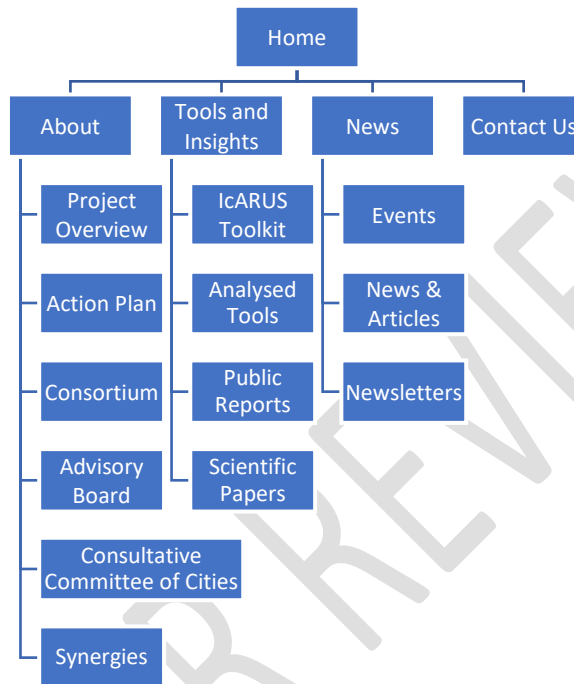 Home
About
Tools and
Insights
News
Contact Us
Project
Overview
Action Plan
Consortium
Advisory
Board
Consultative
Committee of Cities
Synergies
IcARUS
Toolkit
Analysed
Tools
Public
Reports
Scientific
Papers
Events
News &
Articles
Newsletters
R REVIEW